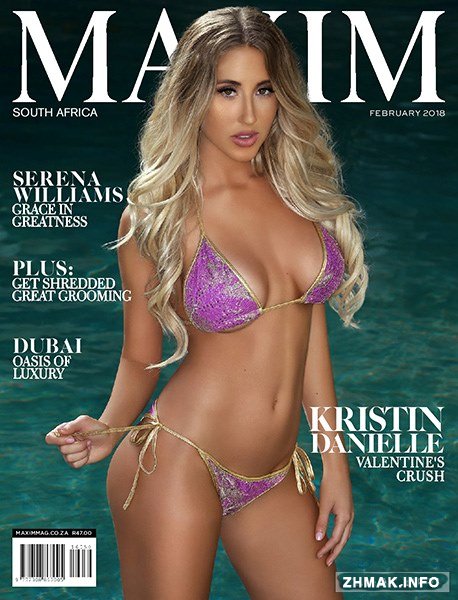 MAXIM
SOUTH AFRICA
FEBRUARY 2018
SERENA
WILLIAMS
GRACE IN
GREATNESS
PLUS:
GET SHREDDED
GREAT GROOMING
DUBAI
OASIS OF
LUXURY
KRISTIN
DANIELLE
VALENTINE'S
CRUSH
MAXIMMAG.CO.ZA R47.00
ZHMAK.INFO